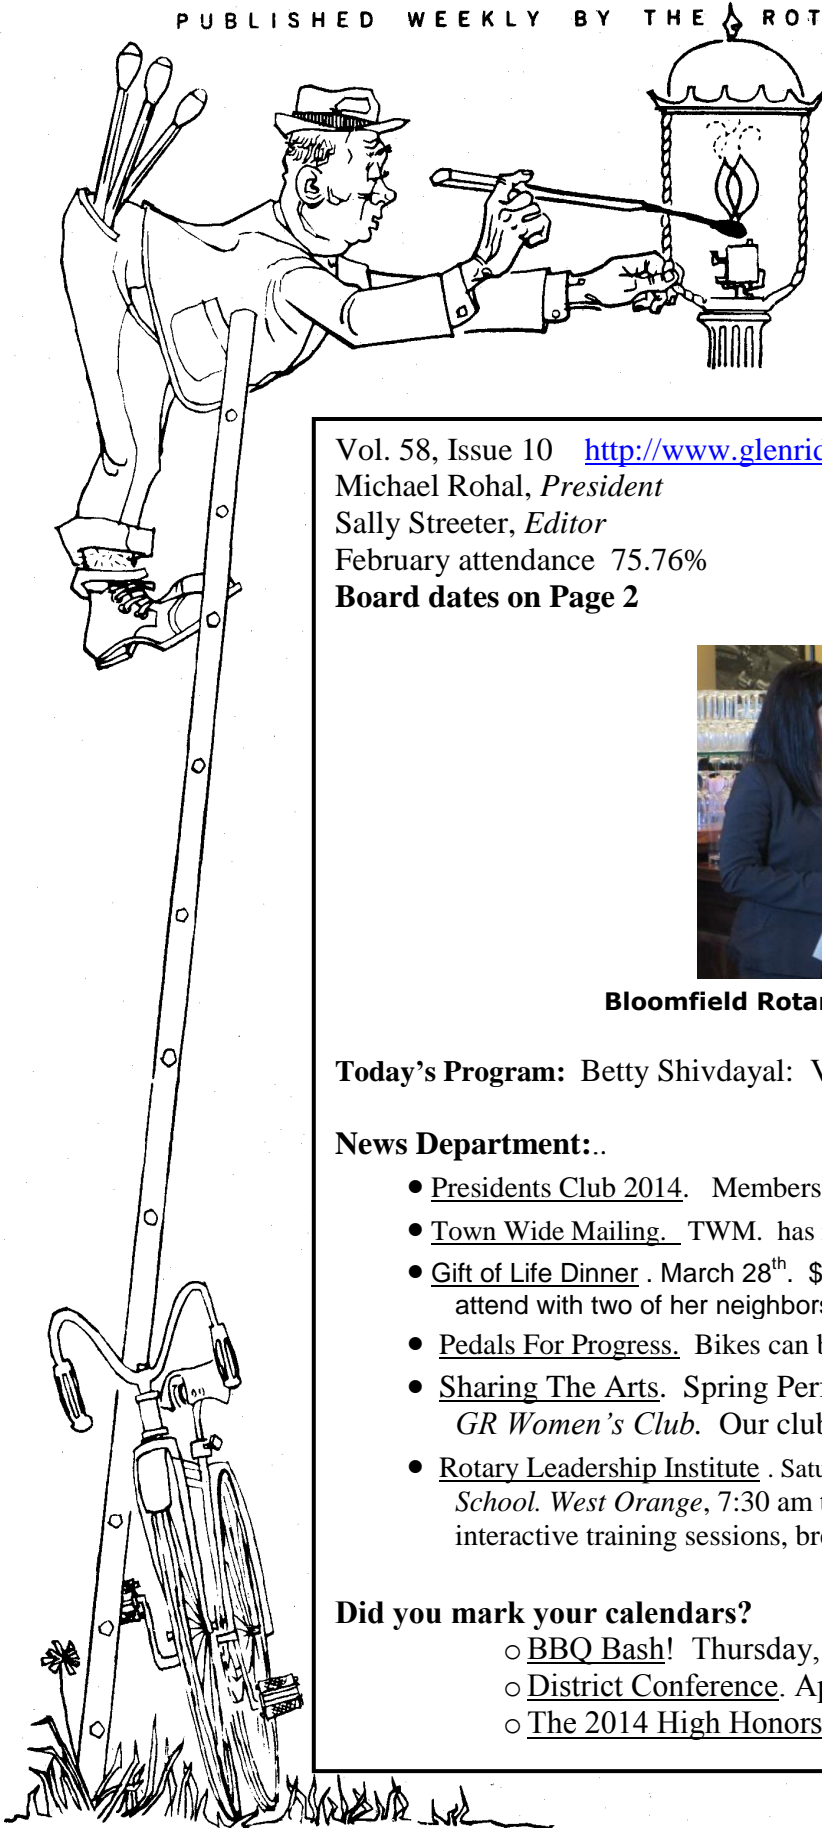 PUBLISHED WEEKLY BY THE ROT
Vol. 58, Issue 10 http://www.glenrid
Michael Rohal, President
Sally Streeter, Editor
February attendance 75.76%
Board dates on Page 2
Bloomfield Rotar
Today's Program: Betty Shivdayal: V
News Department:..
• Presidents Club 2014. Members
• Town Wide Mailing. TWM. has
• Gift of Life Dinner . March 28th. $
attend with two of her neighbors
• Pedals For Progress. Bikes can b
• Sharing The Arts. Spring Per
GR Women's Club. Our club
• Rotary Leadership Institute . Satu
School. West Orange, 7:30 am t
interactive training sessions, bre
Did you mark your calendars?
o BBQ Bash! Thursday,
o District Conference. Ap
o The 2014 High Honors